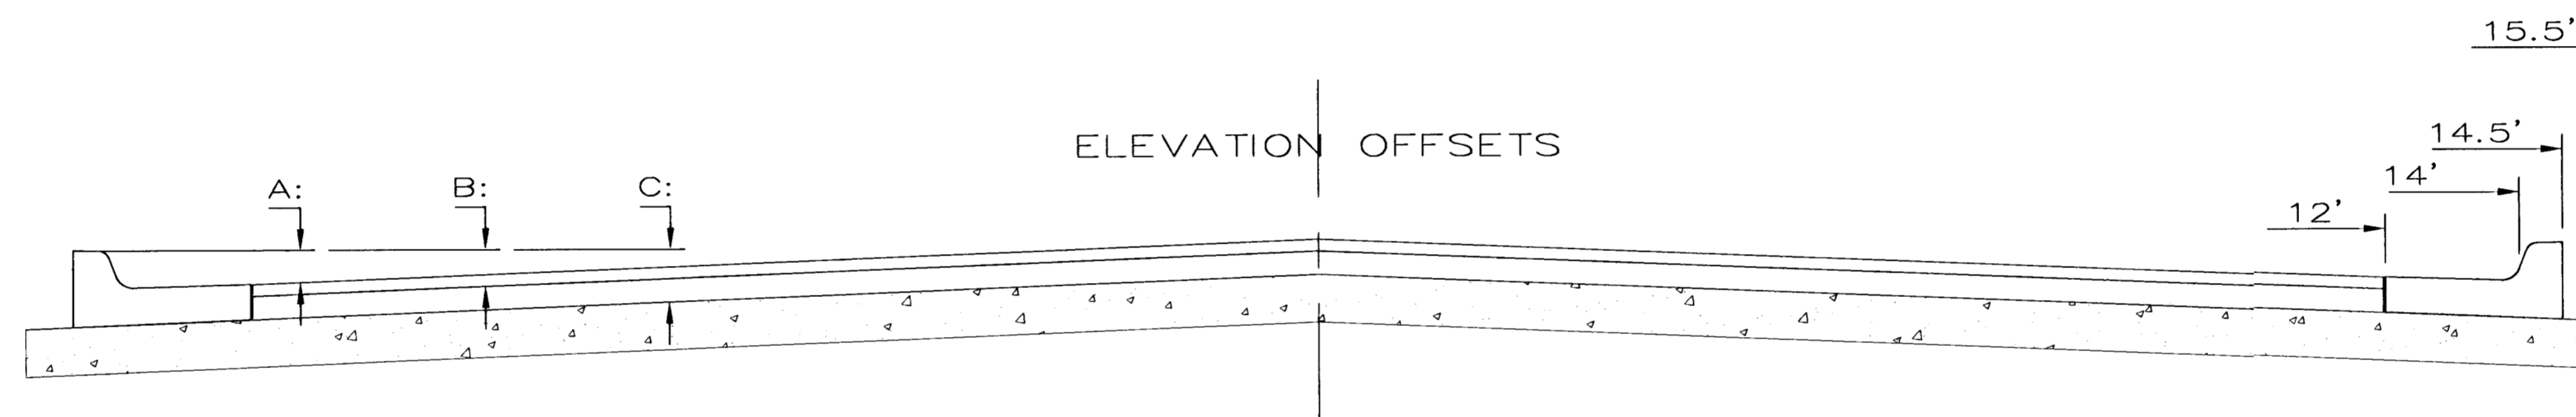 15.5'
ELEVATION OFFSETS
14.5'
14'
A: B: C:
12'